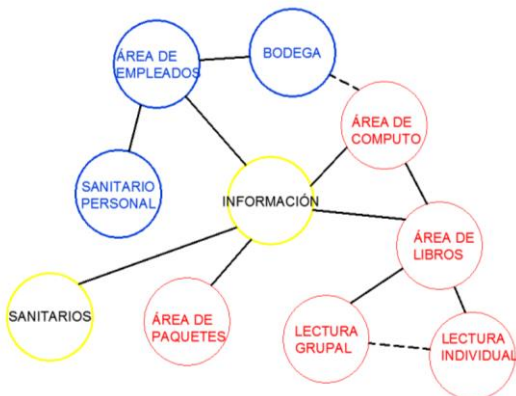 ÁREA DE
EMPLEADOS
BODEGA
ÁREA DE
COMPUTO
SANITARIO
PERSONAL
INFORMACIÓN
ÁREA DE
LIBROS
SANITARIOS
ÁREA DE
PAQUETES
LECTURA
GRUPAL
LECTURA
INDIVIDUAL